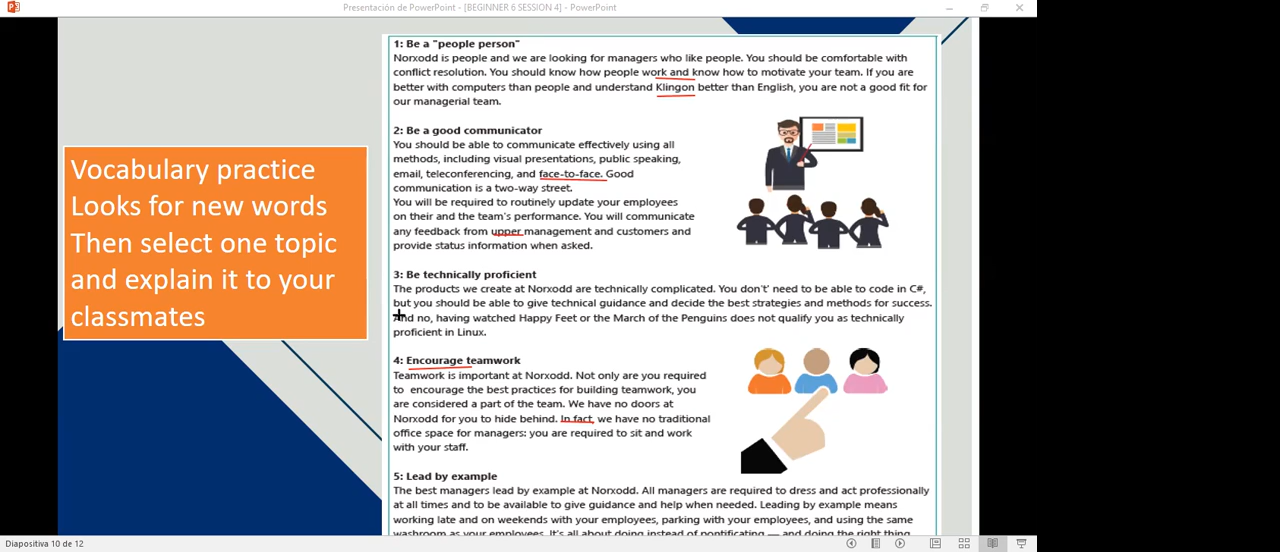 Presentación de PowerPoint - [BEGINNER 6 SESSION 4] - PowerPoint
Vocabulary practice
Looks for new words
Then select one topic
and explain it to your
classmates
1: Be a "people person"
Norxodd is people and we are looking for managers who like people. You should be comfortable with
conflict resolution. You should know how people work and know how to motivate your team. If you are
better with computers than people and understand Klingon better than English, you are not a good fit for
our managerial team.
2: Be a good communicator
You should be able to communicate effectively using all
methods, including visual presentations, public speaking,
email, teleconferencing, and face-to-face. Good
communication is a two-way street.
You will be required to routinely update your employees
on their and the team's performance. You will communicate
any feedback from upper management and customers and
provide status information when asked.
3: Be technically proficient
The products we create at Norxodd are technically complicated. You don't' need to be able to code in C#,
but you should be able to give technical guidance and decide the best strategies and methods for success.
And no, having watched Happy Feet or the March of the Penguins does not qualify you as technically
proficient in Linux.
4: Encourage teamwork
Teamwork is important at Norxodd. Not only are you required
to encourage the best practices for building teamwork, you
are considered a part of the team. We have no doors at
Norxodd for you to hide behind. In fact, we have no traditional
office space for managers: you are required to sit and work
with your staff.
5: Lead by example
The best managers lead by example at Norxodd. All managers are required to dress and act professionally
at all times and to be available to give guidance and help when needed. Leading by example means
working late and on weekends with your employees, parking with your employees, and using the same
washroom as your employees. It's all about doing instead of pontificating — and doing the right thing
Diapositiva 10 de 12